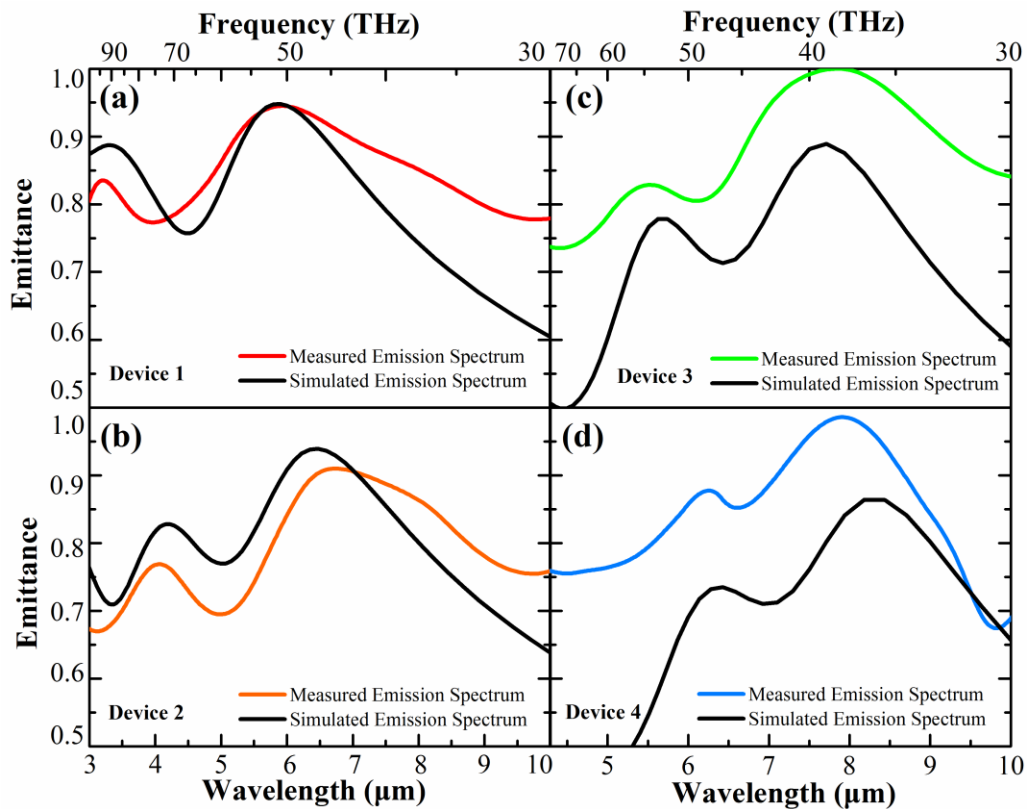 Frequency (THz) Frequency (THz)
90 70 50 30 70 60 50 40 30
1.0 (a) (c)
0.9
0.8
0.7
0.6
0.5
Emittance
Measured Emission Spectrum
Simulated Emission Spectrum
Device 1
Measured Emission Spectrum
Simulated Emission Spectrum
Device 3
1.0 (b) (d)
0.9
0.8
0.7
0.6
0.5
Emittance
Measured Emission Spectrum
Simulated Emission Spectrum
Device 2
Measured Emission Spectrum
Simulated Emission Spectrum
Device 4
3 4 5 6 7 8 9 10 5 6 7 8 9 10
Wavelength (μm) Wavelength (μm)